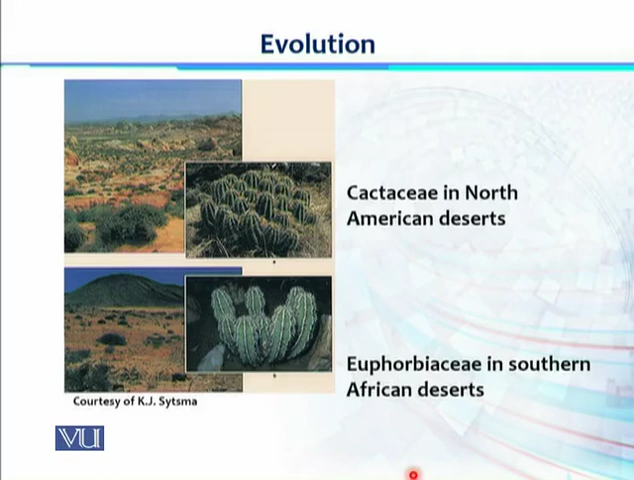 Evolution
Cactaceae in North
American deserts
Euphorbiaceae in southern
African deserts
Courtesy of K.J. Sytsma
VU